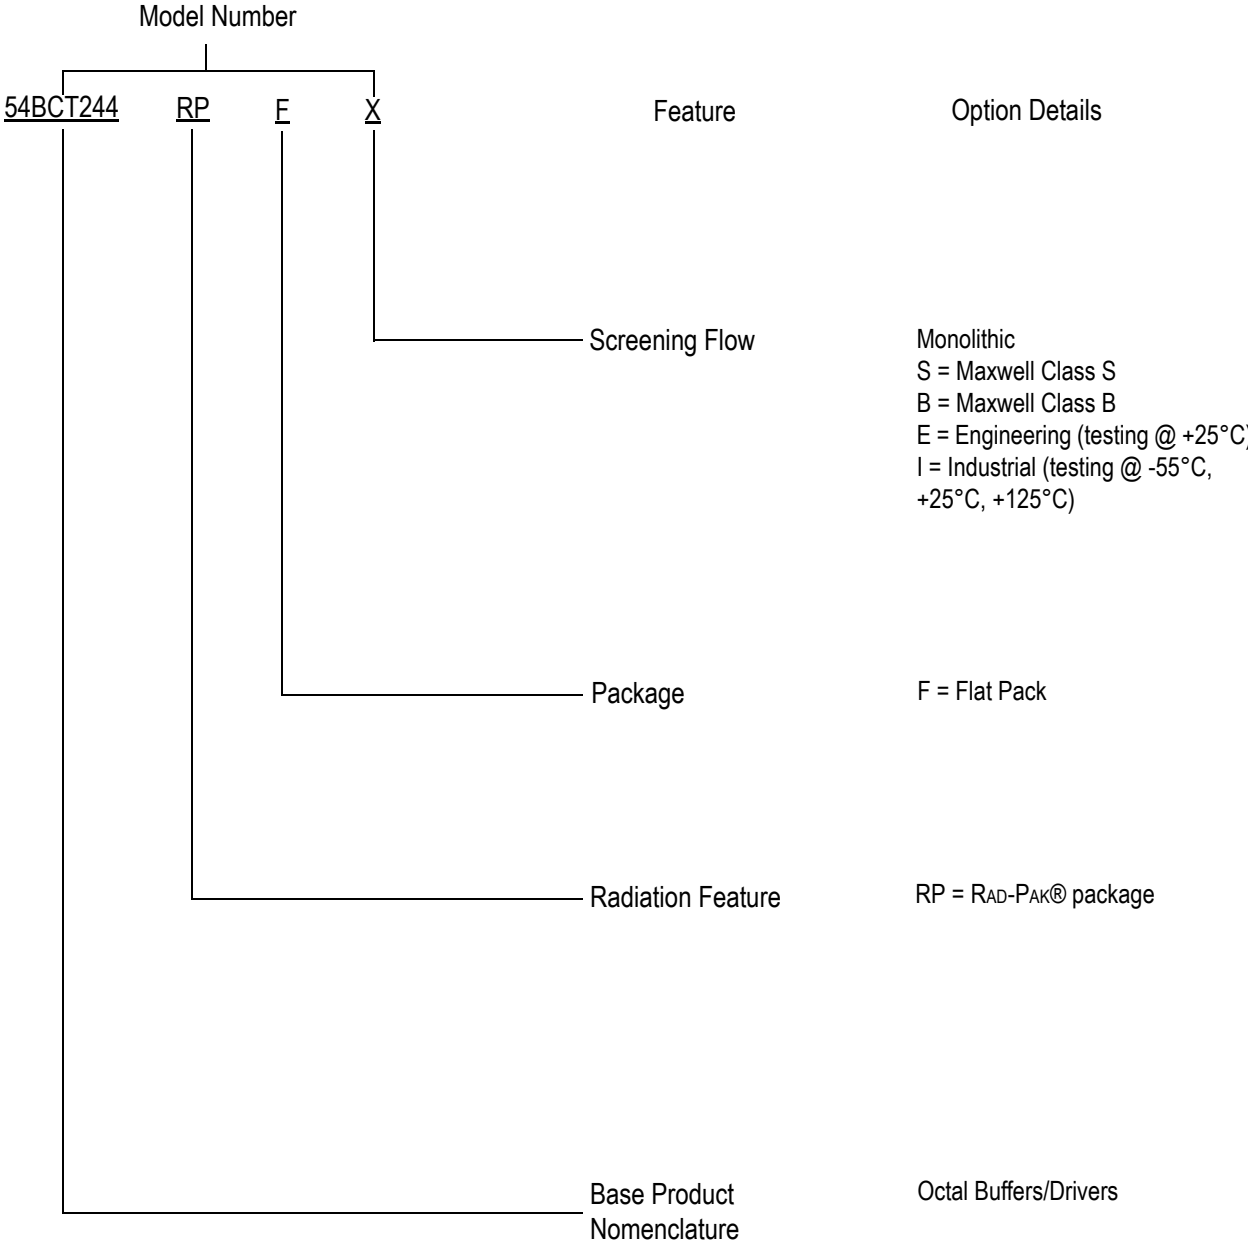 Model Number
54BCT244 RP F X Feature Option Details
Screening Flow Monolithic
S = Maxwell Class S
B = Maxwell Class B
E = Engineering (testing @ +25°C)
I = Industrial (testing @ -55°C,
+25°C, +125°C)
Package F = Flat Pack
Radiation Feature RP = RAD-PAK® package
Base Product Octal Buffers/Drivers
Nomenclature